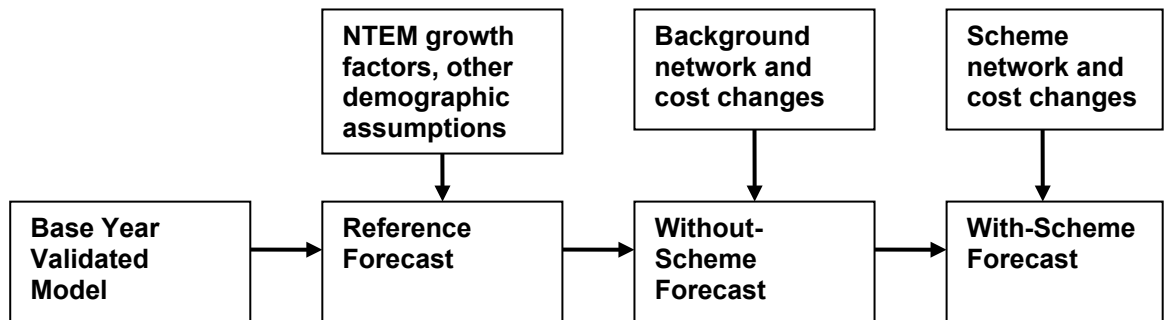 NTEM growth
factors, other
demographic
assumptions
Background
network and
cost changes
Scheme
network and
cost changes
Base Year
Validated
Model
Reference
Forecast
Without-
Scheme
Forecast
With-Scheme
Forecast